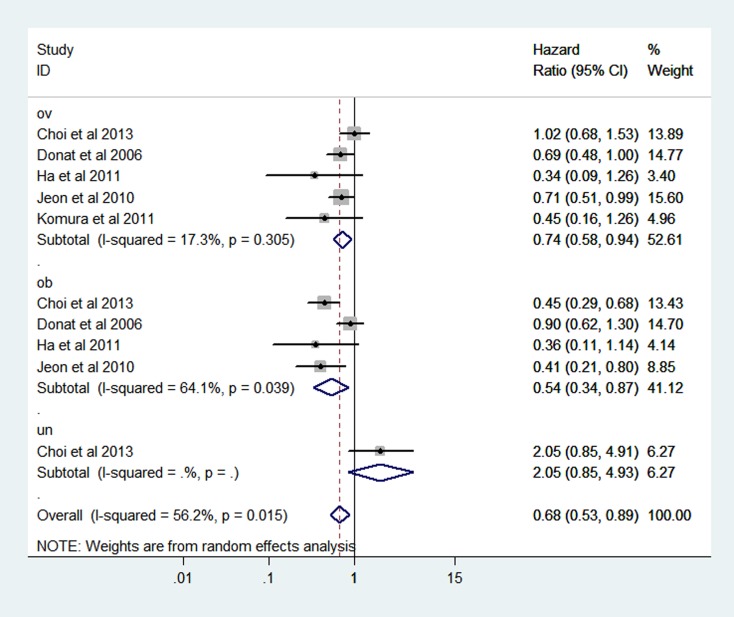 Study Hazard %
ID Ratio (95% CI) Weight
ov
Choi et al 2013 1.02 (0.68, 1.53) 13.89
Donat et al 2006 0.69 (0.48, 1.00) 14.77
Ha et al 2011 0.34 (0.09, 1.26) 3.40
Jeon et al 2010 0.71 (0.51, 0.99) 15.60
Komura et al 2011 0.45 (0.16, 1.26) 4.96
Subtotal (I-squared = 17.3%, p = 0.305) 0.74 (0.58, 0.94) 52.61
.
ob
Choi et al 2013 0.45 (0.29, 0.68) 13.43
Donat et al 2006 0.90 (0.62, 1.30) 14.70
Ha et al 2011 0.36 (0.11, 1.14) 4.14
Jeon et al 2010 0.41 (0.21, 0.80) 8.85
Subtotal (I-squared = 64.1%, p = 0.039) 0.54 (0.34, 0.87) 41.12
.
un
Choi et al 2013 2.05 (0.85, 4.91) 6.27
Subtotal (I-squared = .%, p = .) 2.05 (0.85, 4.93) 6.27
.
Overall (I-squared = 56.2%, p = 0.015) 0.68 (0.53, 0.89) 100.00
NOTE: Weights are from random effects analysis
.01 .1 1 15